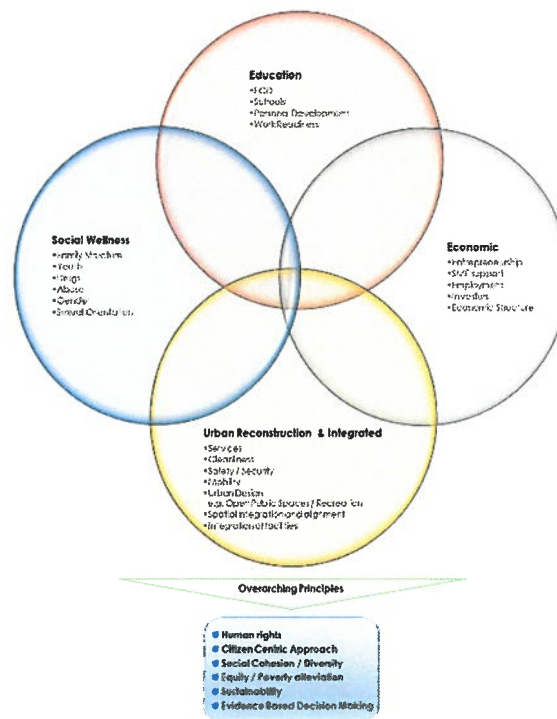 Education
•ECD
•Schools
•Personal Development
•Work Readiness
Social Wellness
•Family Structure
•Youth
•Drugs
•Abuse
•Gender
•Sexual Orientation
Economic
•Entrepreneurship
•SME support
•Employment
•Investors
•Economic Structure
Urban Reconstruction & Integrated
•Services
•Cleanliness
•Safety / Security
•Mobility
•Urban Design
e.g. Open Public Spaces / Recreation
•Spatial integration and alignment
•Integration of facilities
Overarching Principles
Human rights
Citizen Centric Approach
Social Cohesion / Diversity
Equity / Poverty alleviation
Sustainability
Evidence Based Decision Making